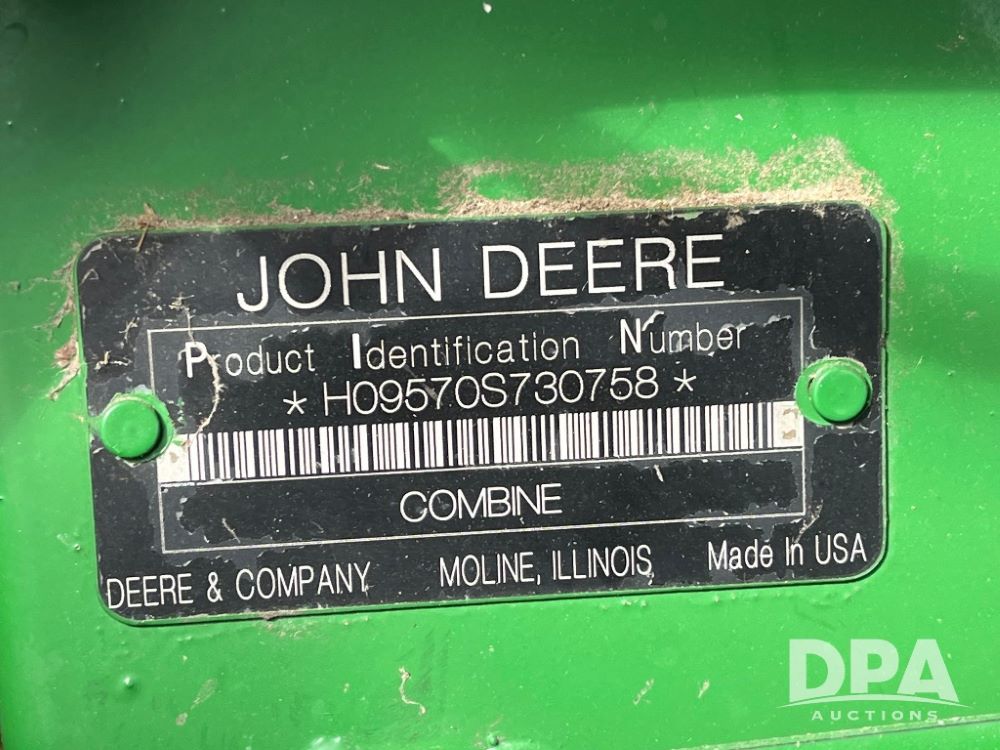 JOHN DEERE
Product Identification Number
* H09570S730758 *
COMBINE
DEERE & COMPANY MOLINE, ILLINOIS Made In USA
DPA
AUCTIONS